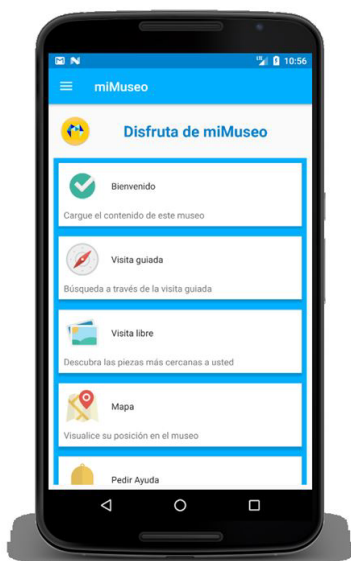 10:56
miMuseo
Disfruta de miMuseo
Bienvenido
Cargue el contenido de este museo
Visita guiada
Búsqueda a través de la visita guiada
Visita libre
Descubra las piezas más cercanas a usted
Mapa
Visualice su posición en el museo
Pedir Ayuda